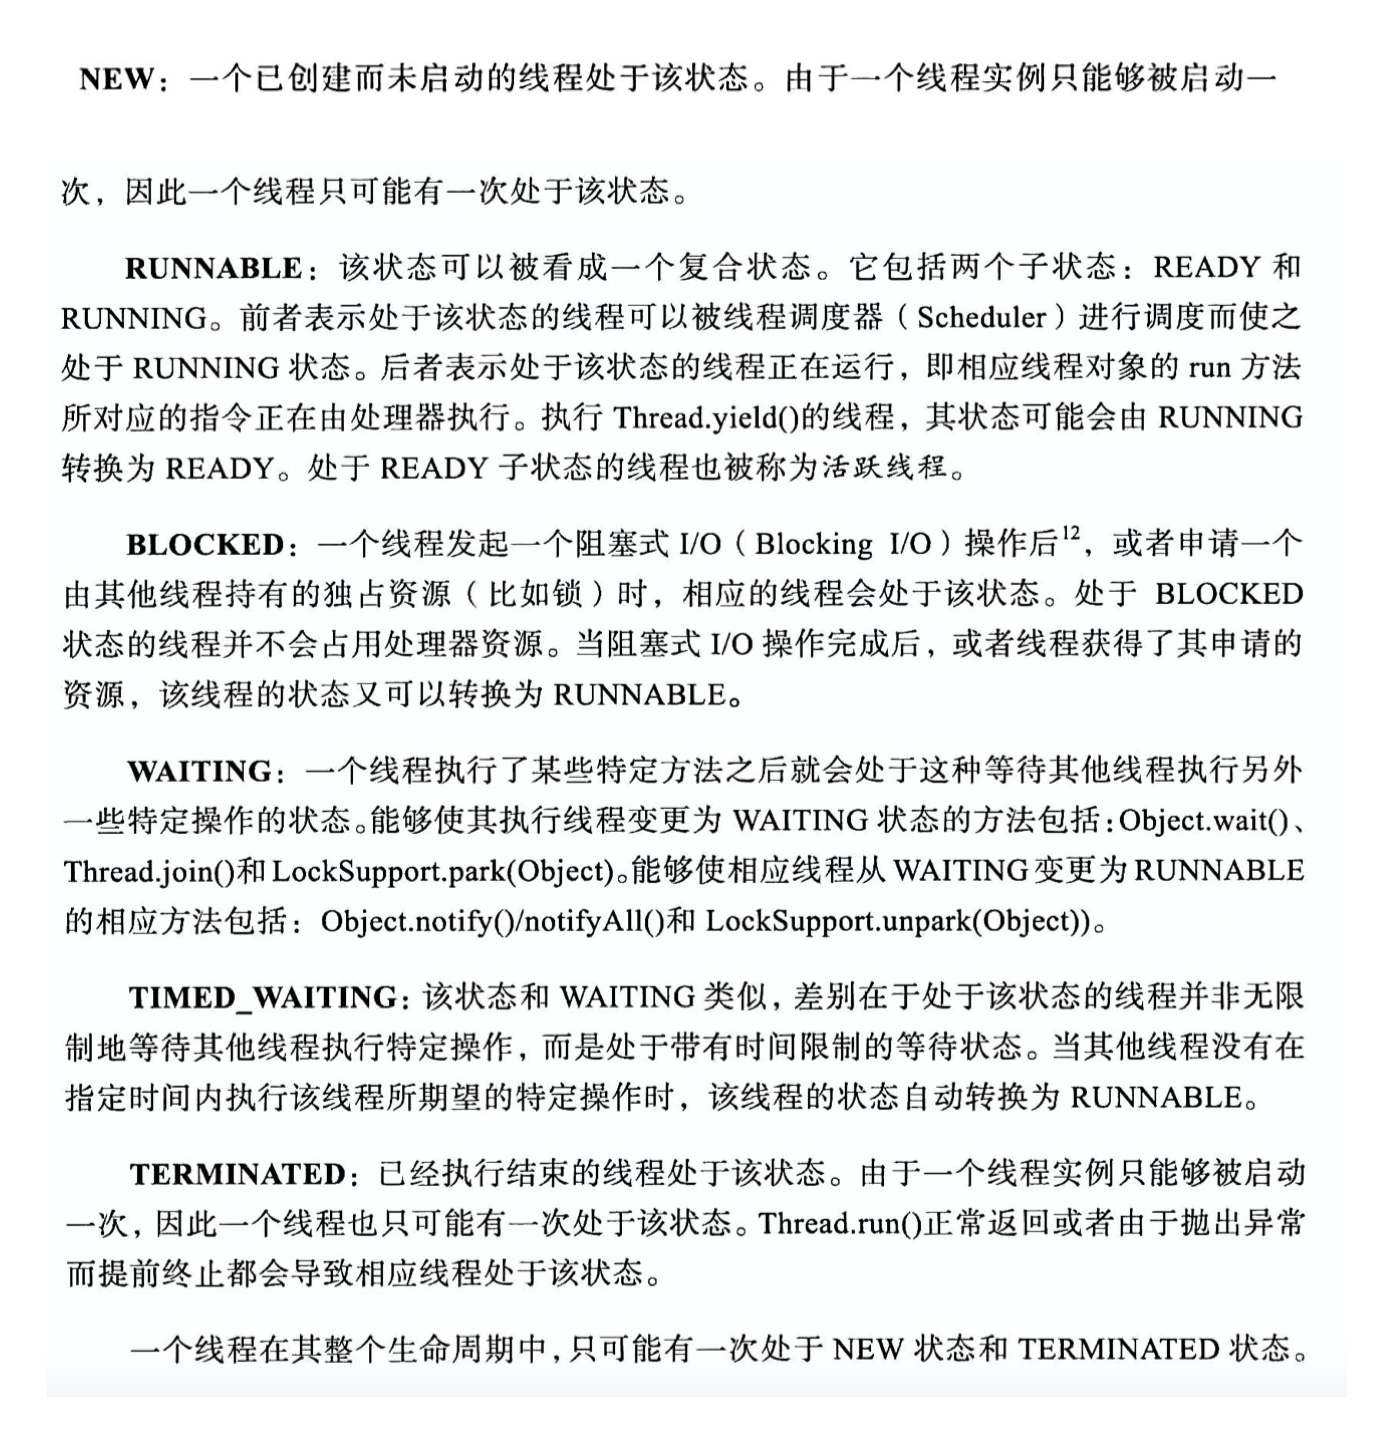 NEW：一个已创建而未启动的线程处于该状态。由于一个线程实例只能够被启动一
次，因此一个线程只可能有一次处于该状态。
RUNNABLE：该状态可以被看成一个复合状态。它包括两个子状态：READY 和
RUNNING。前者表示处于该状态的线程可以被线程调度器（Scheduler）进行调度而使之
处于 RUNNING 状态。后者表示处于该状态的线程正在运行，即相应线程对象的 run 方法
所对应的指令正在由处理器执行。执行 Thread.yield()的线程，其状态可能会由 RUNNING
转换为 READY。处于 READY 子状态的线程也被称为活跃线程。
BLOCKED：一个线程发起一个阻塞式 I/O（Blocking I/O）操作后12，或者申请一个
由其他线程持有的独占资源（比如锁）时，相应的线程会处于该状态。处于 BLOCKED
状态的线程并不会占用处理器资源。当阻塞式 I/O 操作完成后，或者线程获得了其申请的
资源，该线程的状态又可以转换为 RUNNABLE。
WAITING：一个线程执行了某些特定方法之后就会处于这种等待其他线程执行另外
一些特定操作的状态。能够使其执行线程变更为 WAITING 状态的方法包括：Object.wait()、
Thread.join()和 LockSupport.park(Object)。能够使相应线程从 WAITING 变更为 RUNNABLE
的相应方法包括：Object.notify()/notifyAll()和 LockSupport.unpark(Object))。
TIMED_WAITING：该状态和 WAITING 类似，差别在于处于该状态的线程并非无限
制地等待其他线程执行特定操作，而是处于带有时间限制的等待状态。当其他线程没有在
指定时间内执行该线程所期望的特定操作时，该线程的状态自动转换为 RUNNABLE。
TERMINATED：已经执行结束的线程处于该状态。由于一个线程实例只能够被启动
一次，因此一个线程也只可能有一次处于该状态。Thread.run()正常返回或者由于抛出异常
而提前终止都会导致相应线程处于该状态。
一个线程在其整个生命周期中，只可能有一次处于 NEW 状态和 TERMINATED 状态。